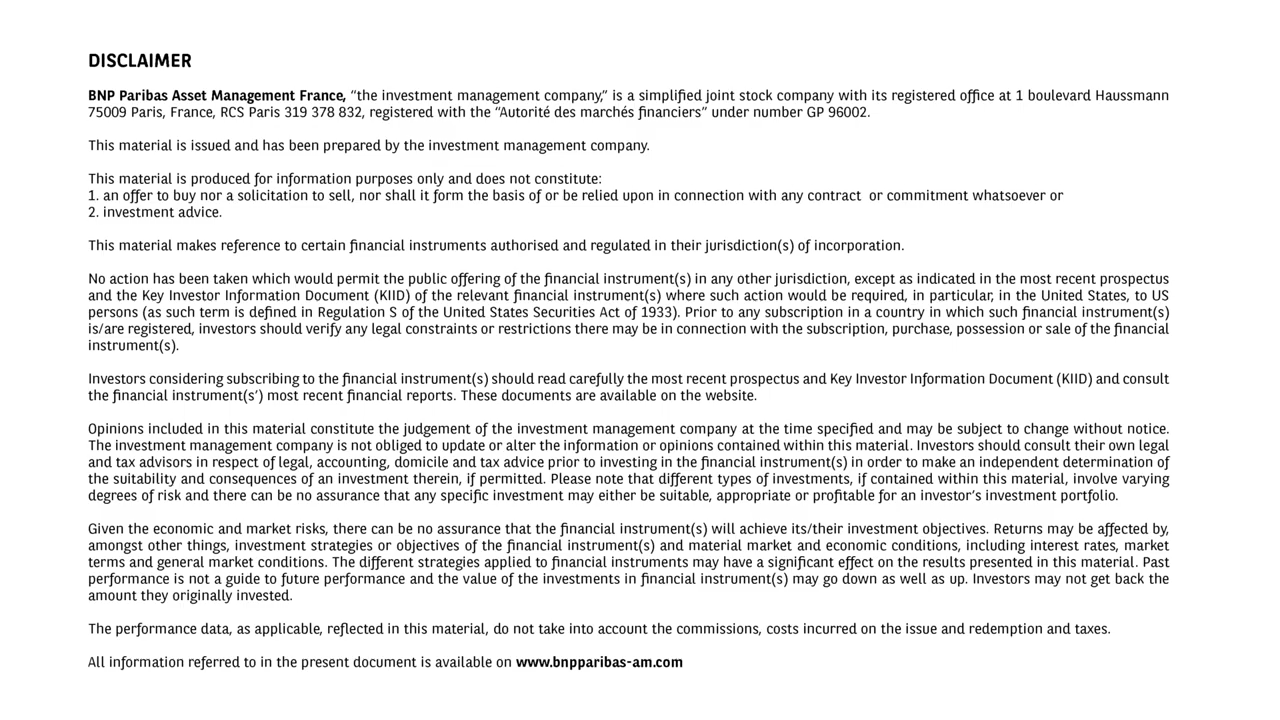 DISCLAIMER
BNP Paribas Asset Management France, “the investment management company,” is a simplified joint stock company with its registered office at 1 boulevard Haussmann
75009 Paris, France, RCS Paris 319 378 832, registered with the “Autorité des marchés financiers” under number GP 96002.
This material is issued and has been prepared by the investment management company.
This material is produced for information purposes only and does not constitute:
1. an offer to buy nor a solicitation to sell, nor shall it form the basis of or be relied upon in connection with any contract  or commitment whatsoever or
2. investment advice.
This material makes reference to certain financial instruments authorised and regulated in their jurisdiction(s) of incorporation.
No action has been taken which would permit the public offering of the financial instrument(s) in any other jurisdiction, except as indicated in the most recent prospectus
and the Key Investor Information Document (KIID) of the relevant financial instrument(s) where such action would be required, in particular, in the United States, to US
persons (as such term is defined in Regulation S of the United States Securities Act of 1933). Prior to any subscription in a country in which such financial instrument(s)
is/are registered, investors should verify any legal constraints or restrictions there may be in connection with the subscription, purchase, possession or sale of the financial
instrument(s).
Investors considering subscribing to the financial instrument(s) should read carefully the most recent prospectus and Key Investor Information Document (KIID) and consult
the financial instrument(s’) most recent financial reports. These documents are available on the website.
Opinions included in this material constitute the judgement of the investment management company at the time specified and may be subject to change without notice.
The investment management company is not obliged to update or alter the information or opinions contained within this material. Investors should consult their own legal
and tax advisors in respect of legal, accounting, domicile and tax advice prior to investing in the financial instrument(s) in order to make an independent determination of
the suitability and consequences of an investment therein, if permitted. Please note that different types of investments, if contained within this material, involve varying
degrees of risk and there can be no assurance that any specific investment may either be suitable, appropriate or profitable for an investor’s investment portfolio.
Given the economic and market risks, there can be no assurance that the financial instrument(s) will achieve its/their investment objectives. Returns may be affected by,
amongst other things, investment strategies or objectives of the financial instrument(s) and material market and economic conditions, including interest rates, market
terms and general market conditions. The different strategies applied to financial instruments may have a significant effect on the results presented in this material. Past
performance is not a guide to future performance and the value of the investments in financial instrument(s) may go down as well as up. Investors may not get back the
amount they originally invested.
The performance data, as applicable, reflected in this material, do not take into account the commissions, costs incurred on the issue and redemption and taxes.
All information referred to in the present document is available on www.bnpparibas-am.com